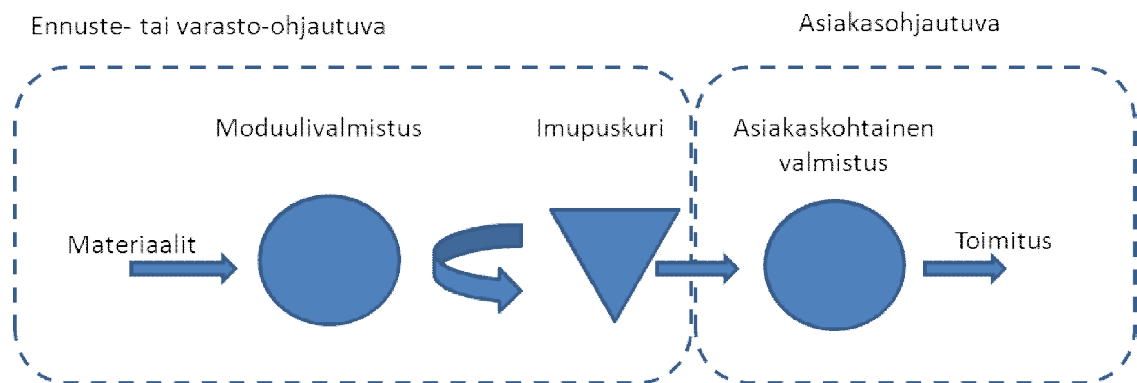 Ennuste- tai varasto-ohjautuva
Asiakasohjautuva
Moduulivalmistus
Imupuskuri
Asiakaskohtainen
valmistus
Materiaalit
Toimitus